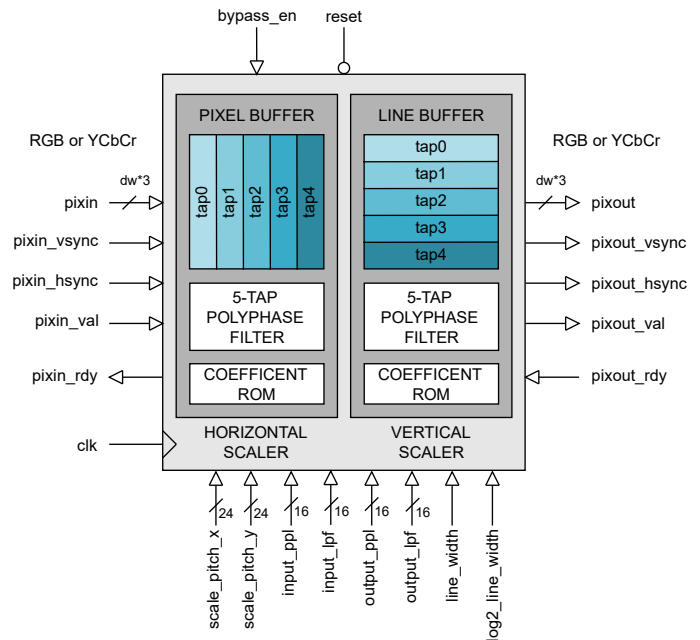 bypass_en
reset
PIXEL BUFFER
LINE BUFFER
RGB or YCbCr
RGB or YCbCr
tap0
tap1
tap2
tap3
tap4
tap0
tap1
tap2
tap3
tap4
dw*3
dw*3
pixin
pixout
pixin_vsync
pixout_vsync
pixin_hsync
pixout_hsync
pixin_val
pixout_val
pixin_rdy
pixout_rdy
clk
5-TAP
POLYPHASE
FILTER
5-TAP
POLYPHASE
FILTER
COEFFICENT
ROM
COEFFICENT
ROM
HORIZONTAL
SCALER
VERTICAL
SCALER
24
24
16
16
16
16
scale_pitch_x
scale_pitch_y
input_ppl
input_lpf
output_ppl
output_lpf
line_width
log2_line_width